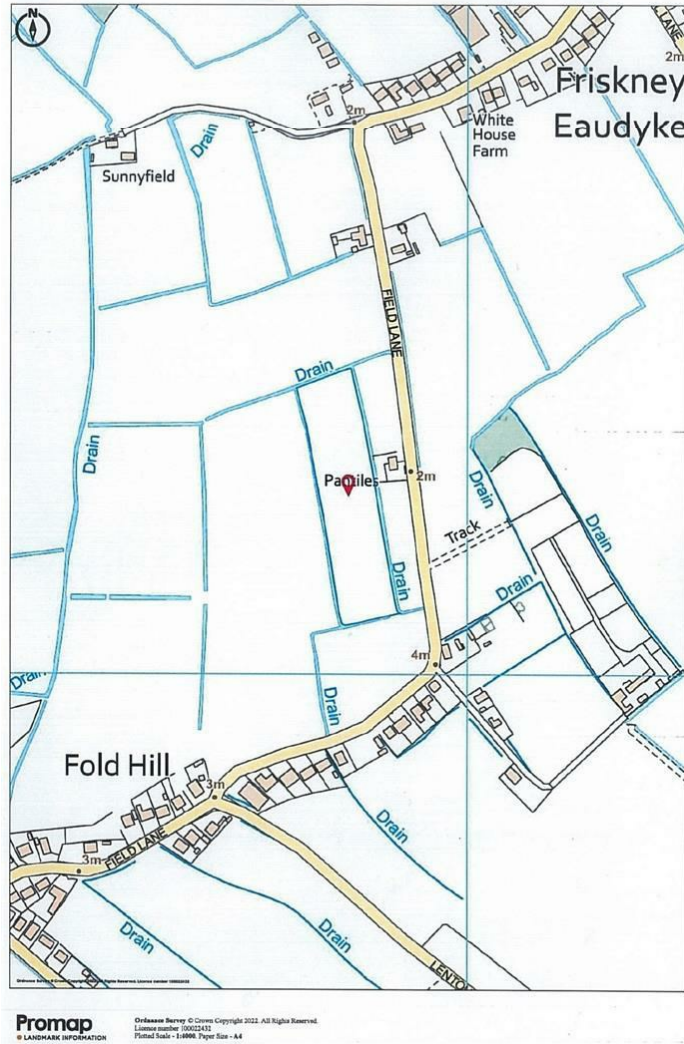 N
LANE
2m
Friskney
Eaudyke
2m
White
House
Farm
Drain
Sunnyfield
FIELD LANE
Drain
Drain
Pantiles
2m
Drain
Track
Drain
Drain
Drain
4m
Drain
Drain
Fold Hill
3m
Drain
3m
FIELD LANE
Drain
Drain
LENTO
Promap
LANDMARK INFORMATION
Ordnance Survey © Crown Copyright 2022. All Rights Reserved.
Licence number 100022432
Plotted Scale - 1:4000. Paper Size - A4